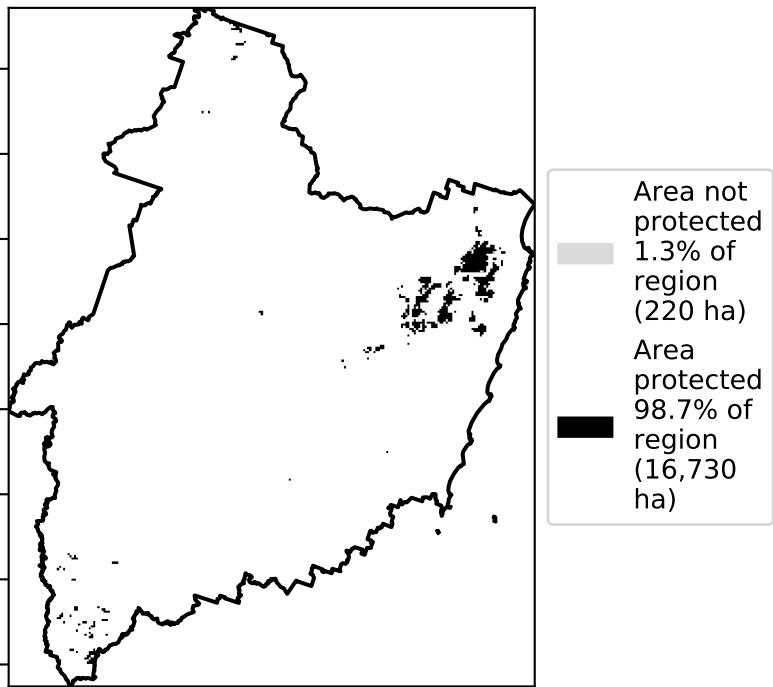 Area not
protected
1.3% of
region
(220 ha)
Area
protected
98.7% of
region
(16,730
ha)